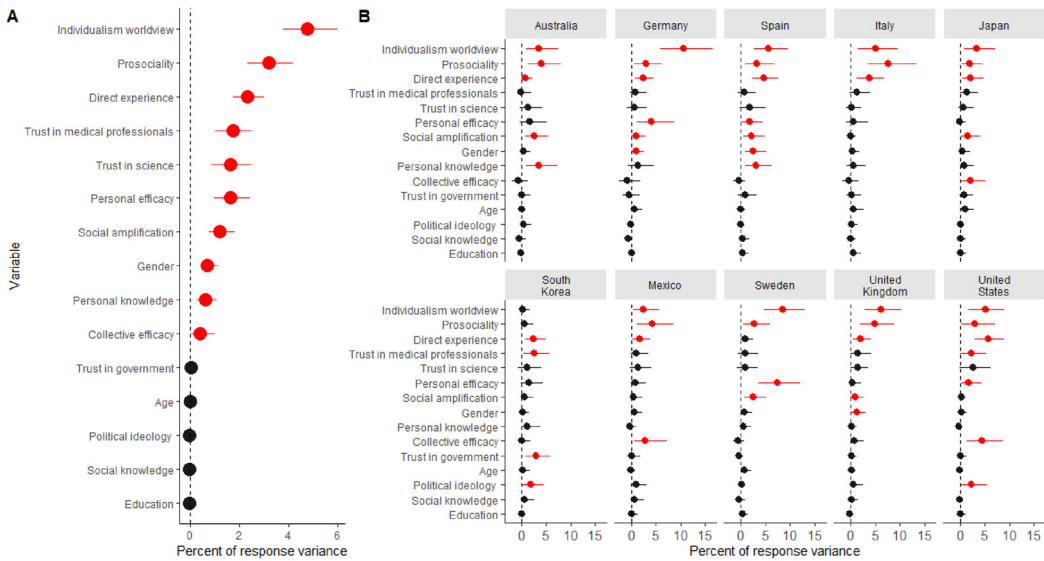 A
Individualism worldview
Prosociality
Direct experience
Trust in medical professionals
Trust in science
Personal efficacy
Social amplification
Gender
Personal knowledge
Collective efficacy
Trust in government
Age
Political ideology
Social knowledge
Education
Variable
0 2 4 6
Percent of response variance
B
Australia Germany Spain Italy Japan
Individualism worldview
Prosociality
Direct experience
Trust in medical professionals
Trust in science
Personal efficacy
Social amplification
Gender
Personal knowledge
Collective efficacy
Trust in government
Age
Political ideology
Social knowledge
Education
South Korea Mexico Sweden United Kingdom United States
Individualism worldview
Prosociality
Direct experience
Trust in medical professionals
Trust in science
Personal efficacy
Social amplification
Gender
Personal knowledge
Collective efficacy
Trust in government
Age
Political ideology
Social knowledge
Education
0 5 10 15 0 5 10 15 0 5 10 15 0 5 10 15 0 5 10 15
Percent of response variance